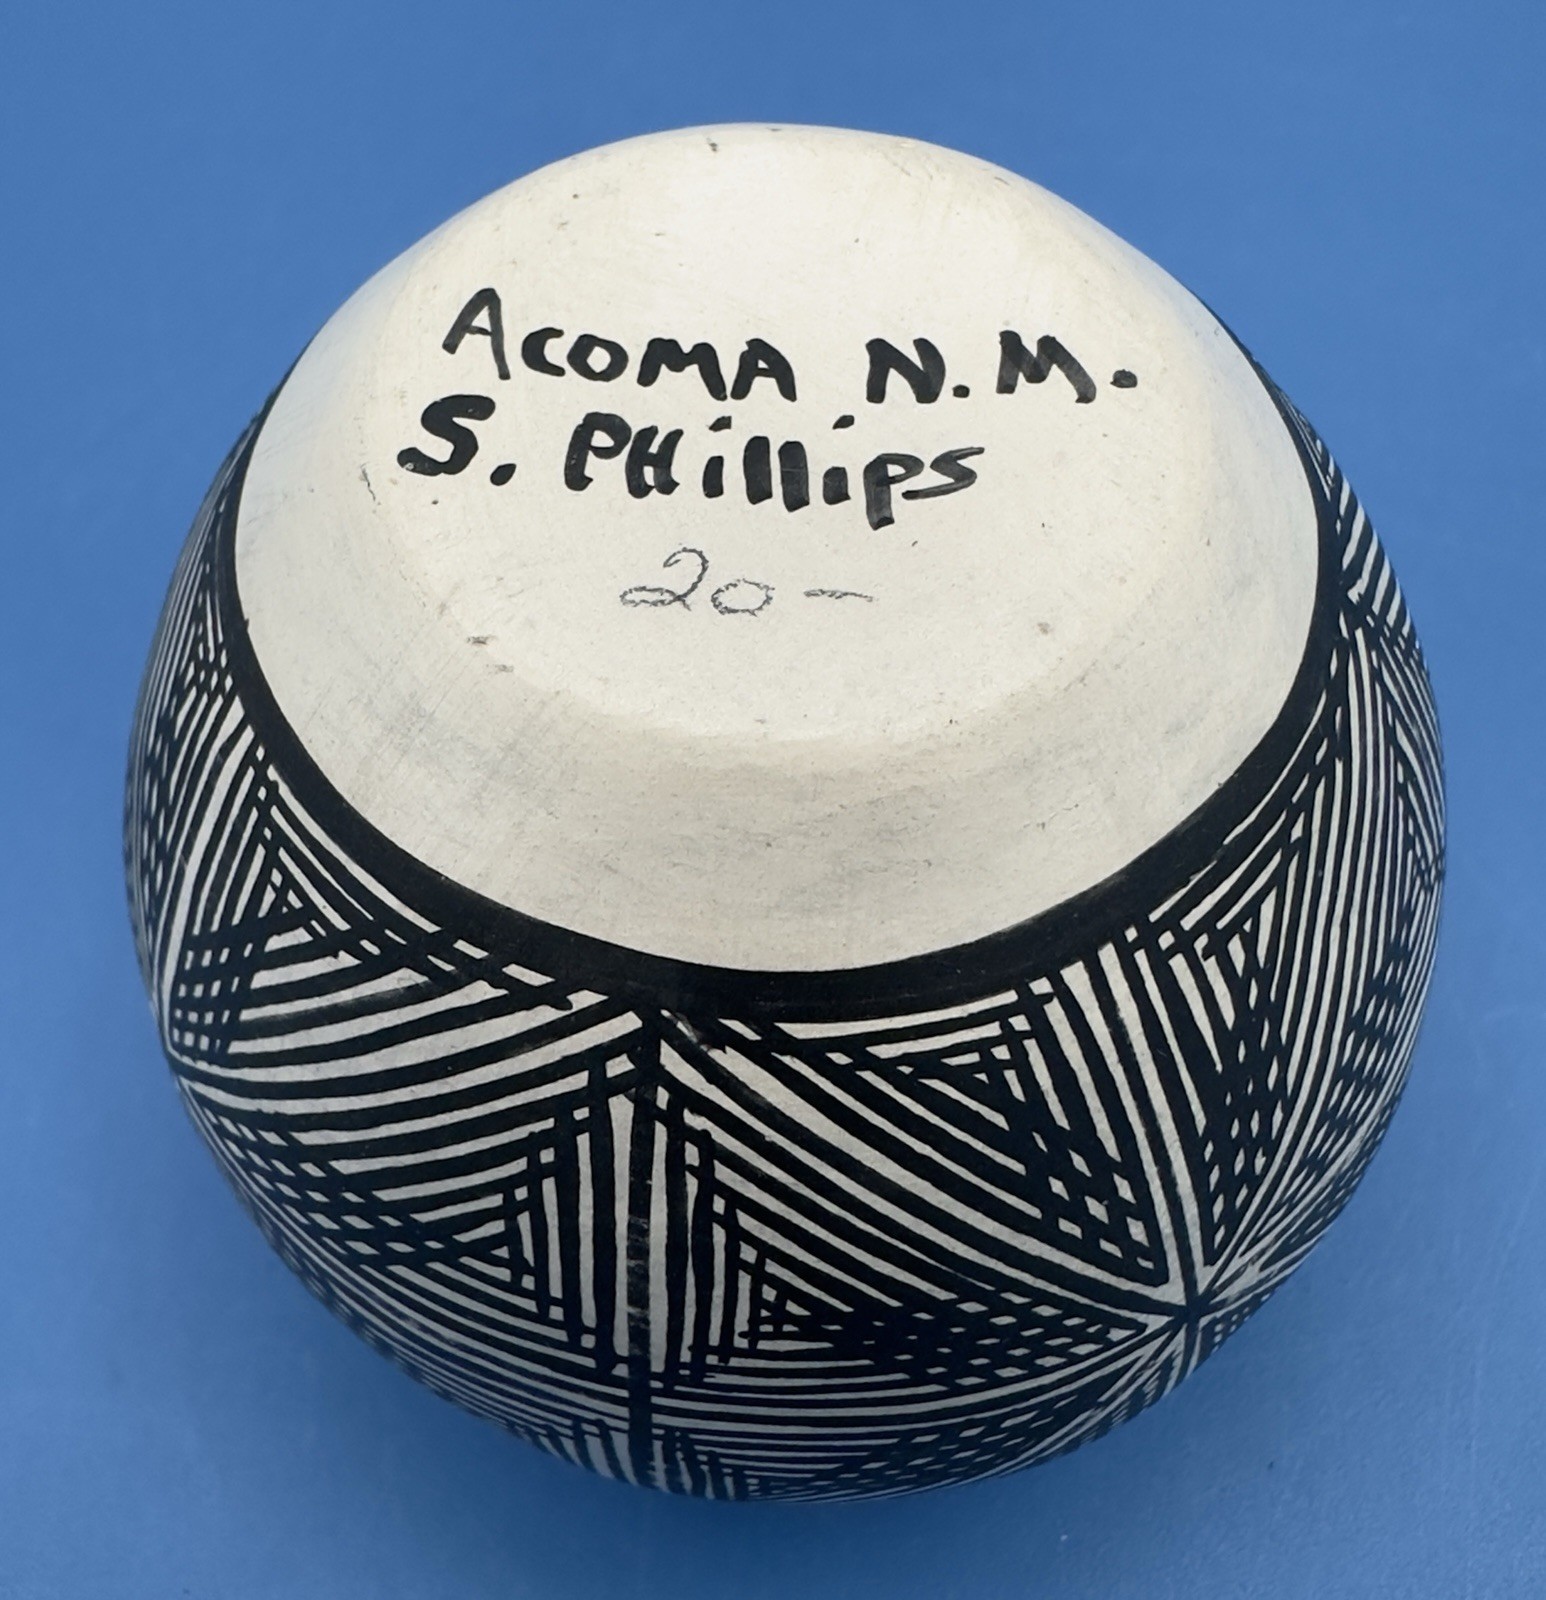 ACOMA N.M.
S. PHillips
20-